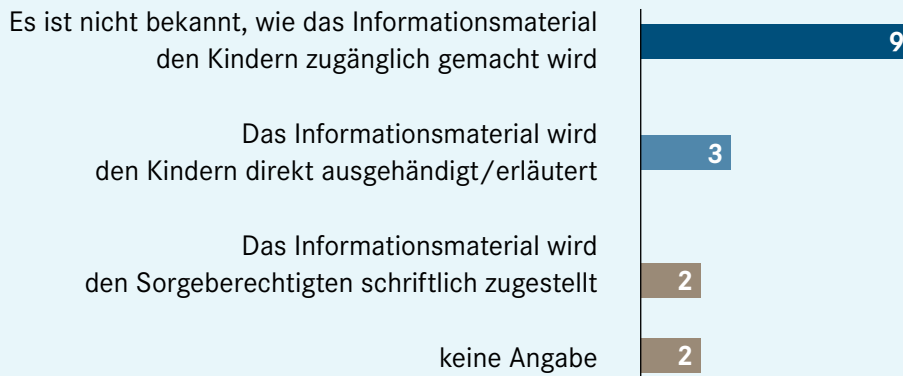 Es ist nicht bekannt, wie das Informationsmaterial
den Kindern zugänglich gemacht wird
9
Das Informationsmaterial wird
den Kindern direkt ausgehändigt/erläutert
3
Das Informationsmaterial wird
den Sorgeberechtigten schriftlich zugestellt
2
keine Angabe
2